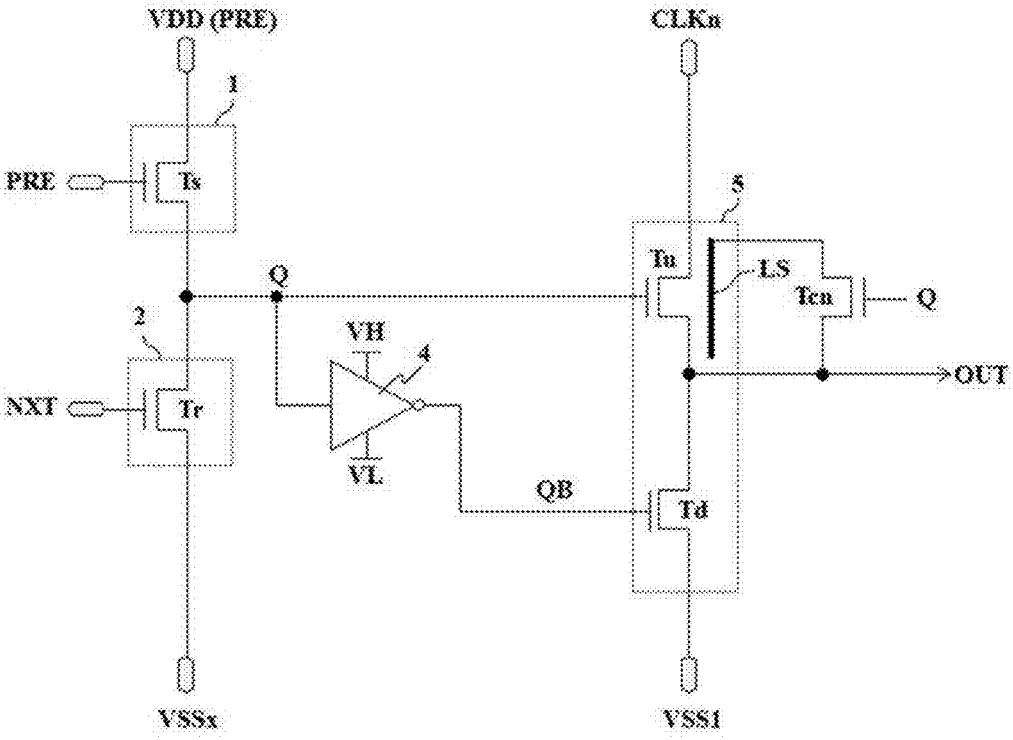 VDD (PRE)
CLKn
1
PRE
Ts
5
Q
Tu
LS
Tcn
Q
2
VH
4
OUT
NXT
Tr
VL
QB
Td
VSSx
VSS1